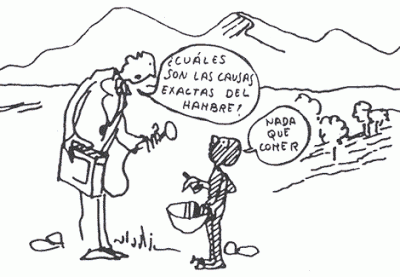 ¿CUÁLES
SON LAS CAUSAS
EXACTAS DEL
HAMBRE?
NADA
QUE
COMER